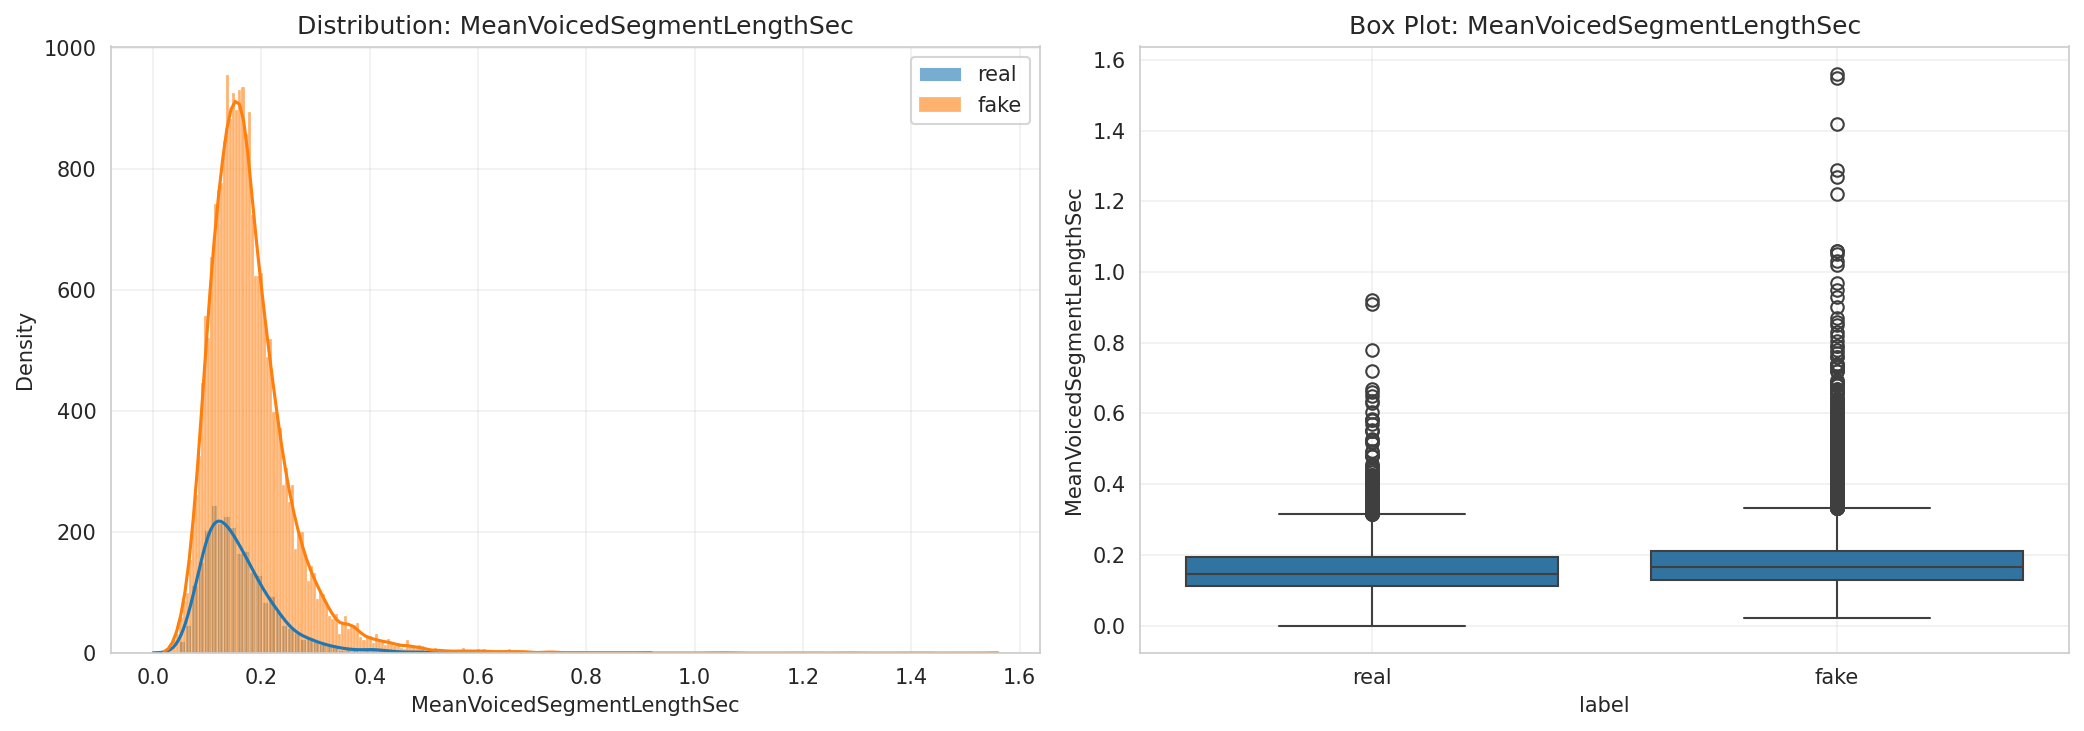 Distribution: MeanVoicedSegmentLengthSec
1000
800
600
400
200
0
Density
real
fake
0.0 0.2 0.4 0.6 0.8 1.0 1.2 1.4 1.6
MeanVoicedSegmentLengthSec
Box Plot: MeanVoicedSegmentLengthSec
1.6
1.4
1.2
1.0
0.8
0.6
0.4
0.2
0.0
MeanVoicedSegmentLengthSec
real fake
label